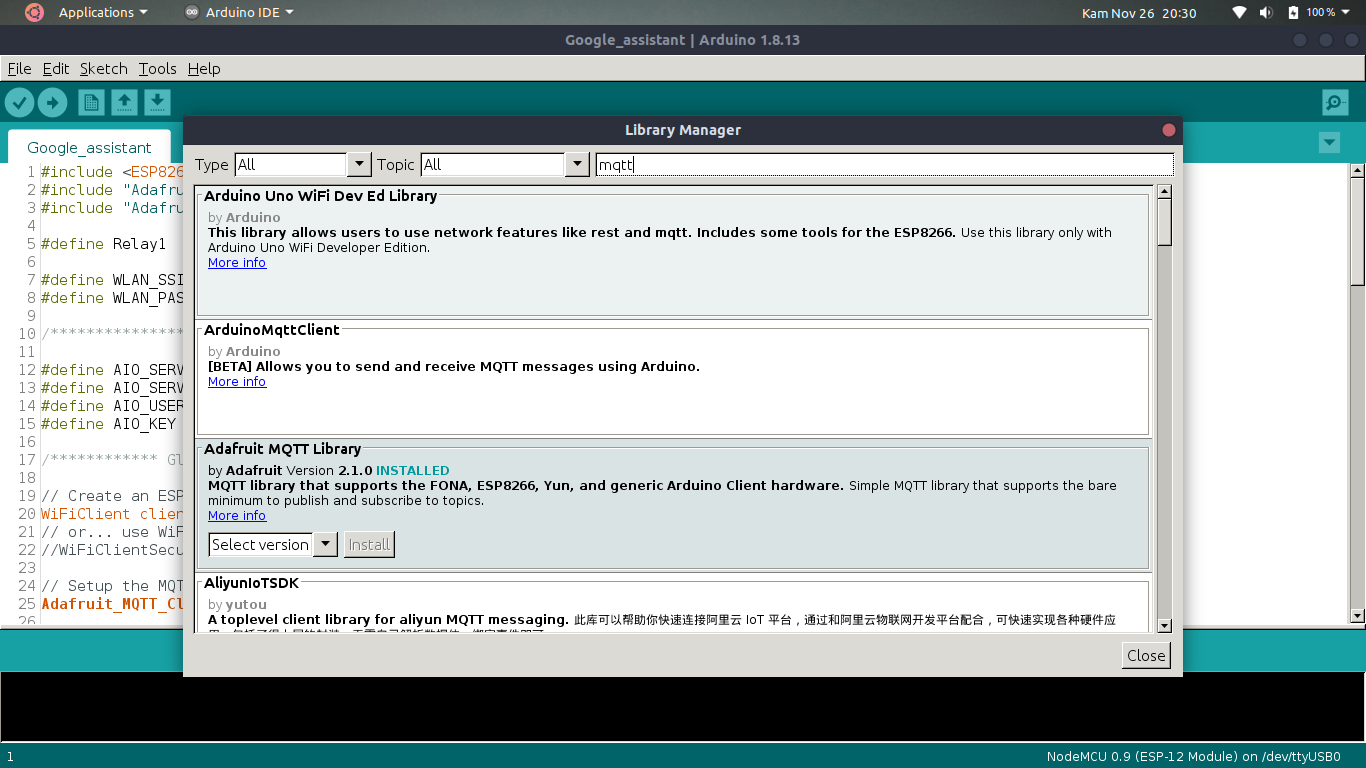 Applications
Arduino IDE
Kam Nov 26 20:30
100 %
Google_assistant | Arduino 1.8.13
File Edit Sketch Tools Help
Google_assistant
1 #include <ESP826
2 #include "Adafru
3 #include "Adafru
4
5 #define Relay1
6
7 #define WLAN_SSI
8 #define WLAN_PAS
9
10 /****************
11
12 #define AIO_SERV
13 #define AIO_SERV
14 #define AIO_USER
15 #define AIO_KEY
16
17 /************ Gl
18
19 // Create an ESP
20 WiFiClient clien
21 // or... use WiF
22 //WiFiClientSecu
23
24 // Setup the MQT
25 Adafruit_MQTT_Cl
26
Library Manager
Type All Topic All mqtt
Arduino Uno WiFi Dev Ed Library
by Arduino
This library allows users to use network features like rest and mqtt. Includes some tools for the ESP8266. Use this library only with
Arduino Uno WiFi Developer Edition.
More info
ArduinoMqttClient
by Arduino
[BETA] Allows you to send and receive MQTT messages using Arduino.
More info
Adafruit MQTT Library
by Adafruit Version 2.1.0 INSTALLED
MQTT library that supports the FONA, ESP8266, Yun, and generic Arduino Client hardware. Simple MQTT library that supports the bare
minimum to publish and subscribe to topics.
More info
Select version Install
AliyunIoTSDK
by yutou
A toplevel client library for aliyun MQTT messaging. 此库可以帮助你快速连接阿里云 IoT 平台，通过和阿里云物联网开发平台配合，可快速实现各种硬件应
Close
1
NodeMCU 0.9 (ESP-12 Module) on /dev/ttyUSB0